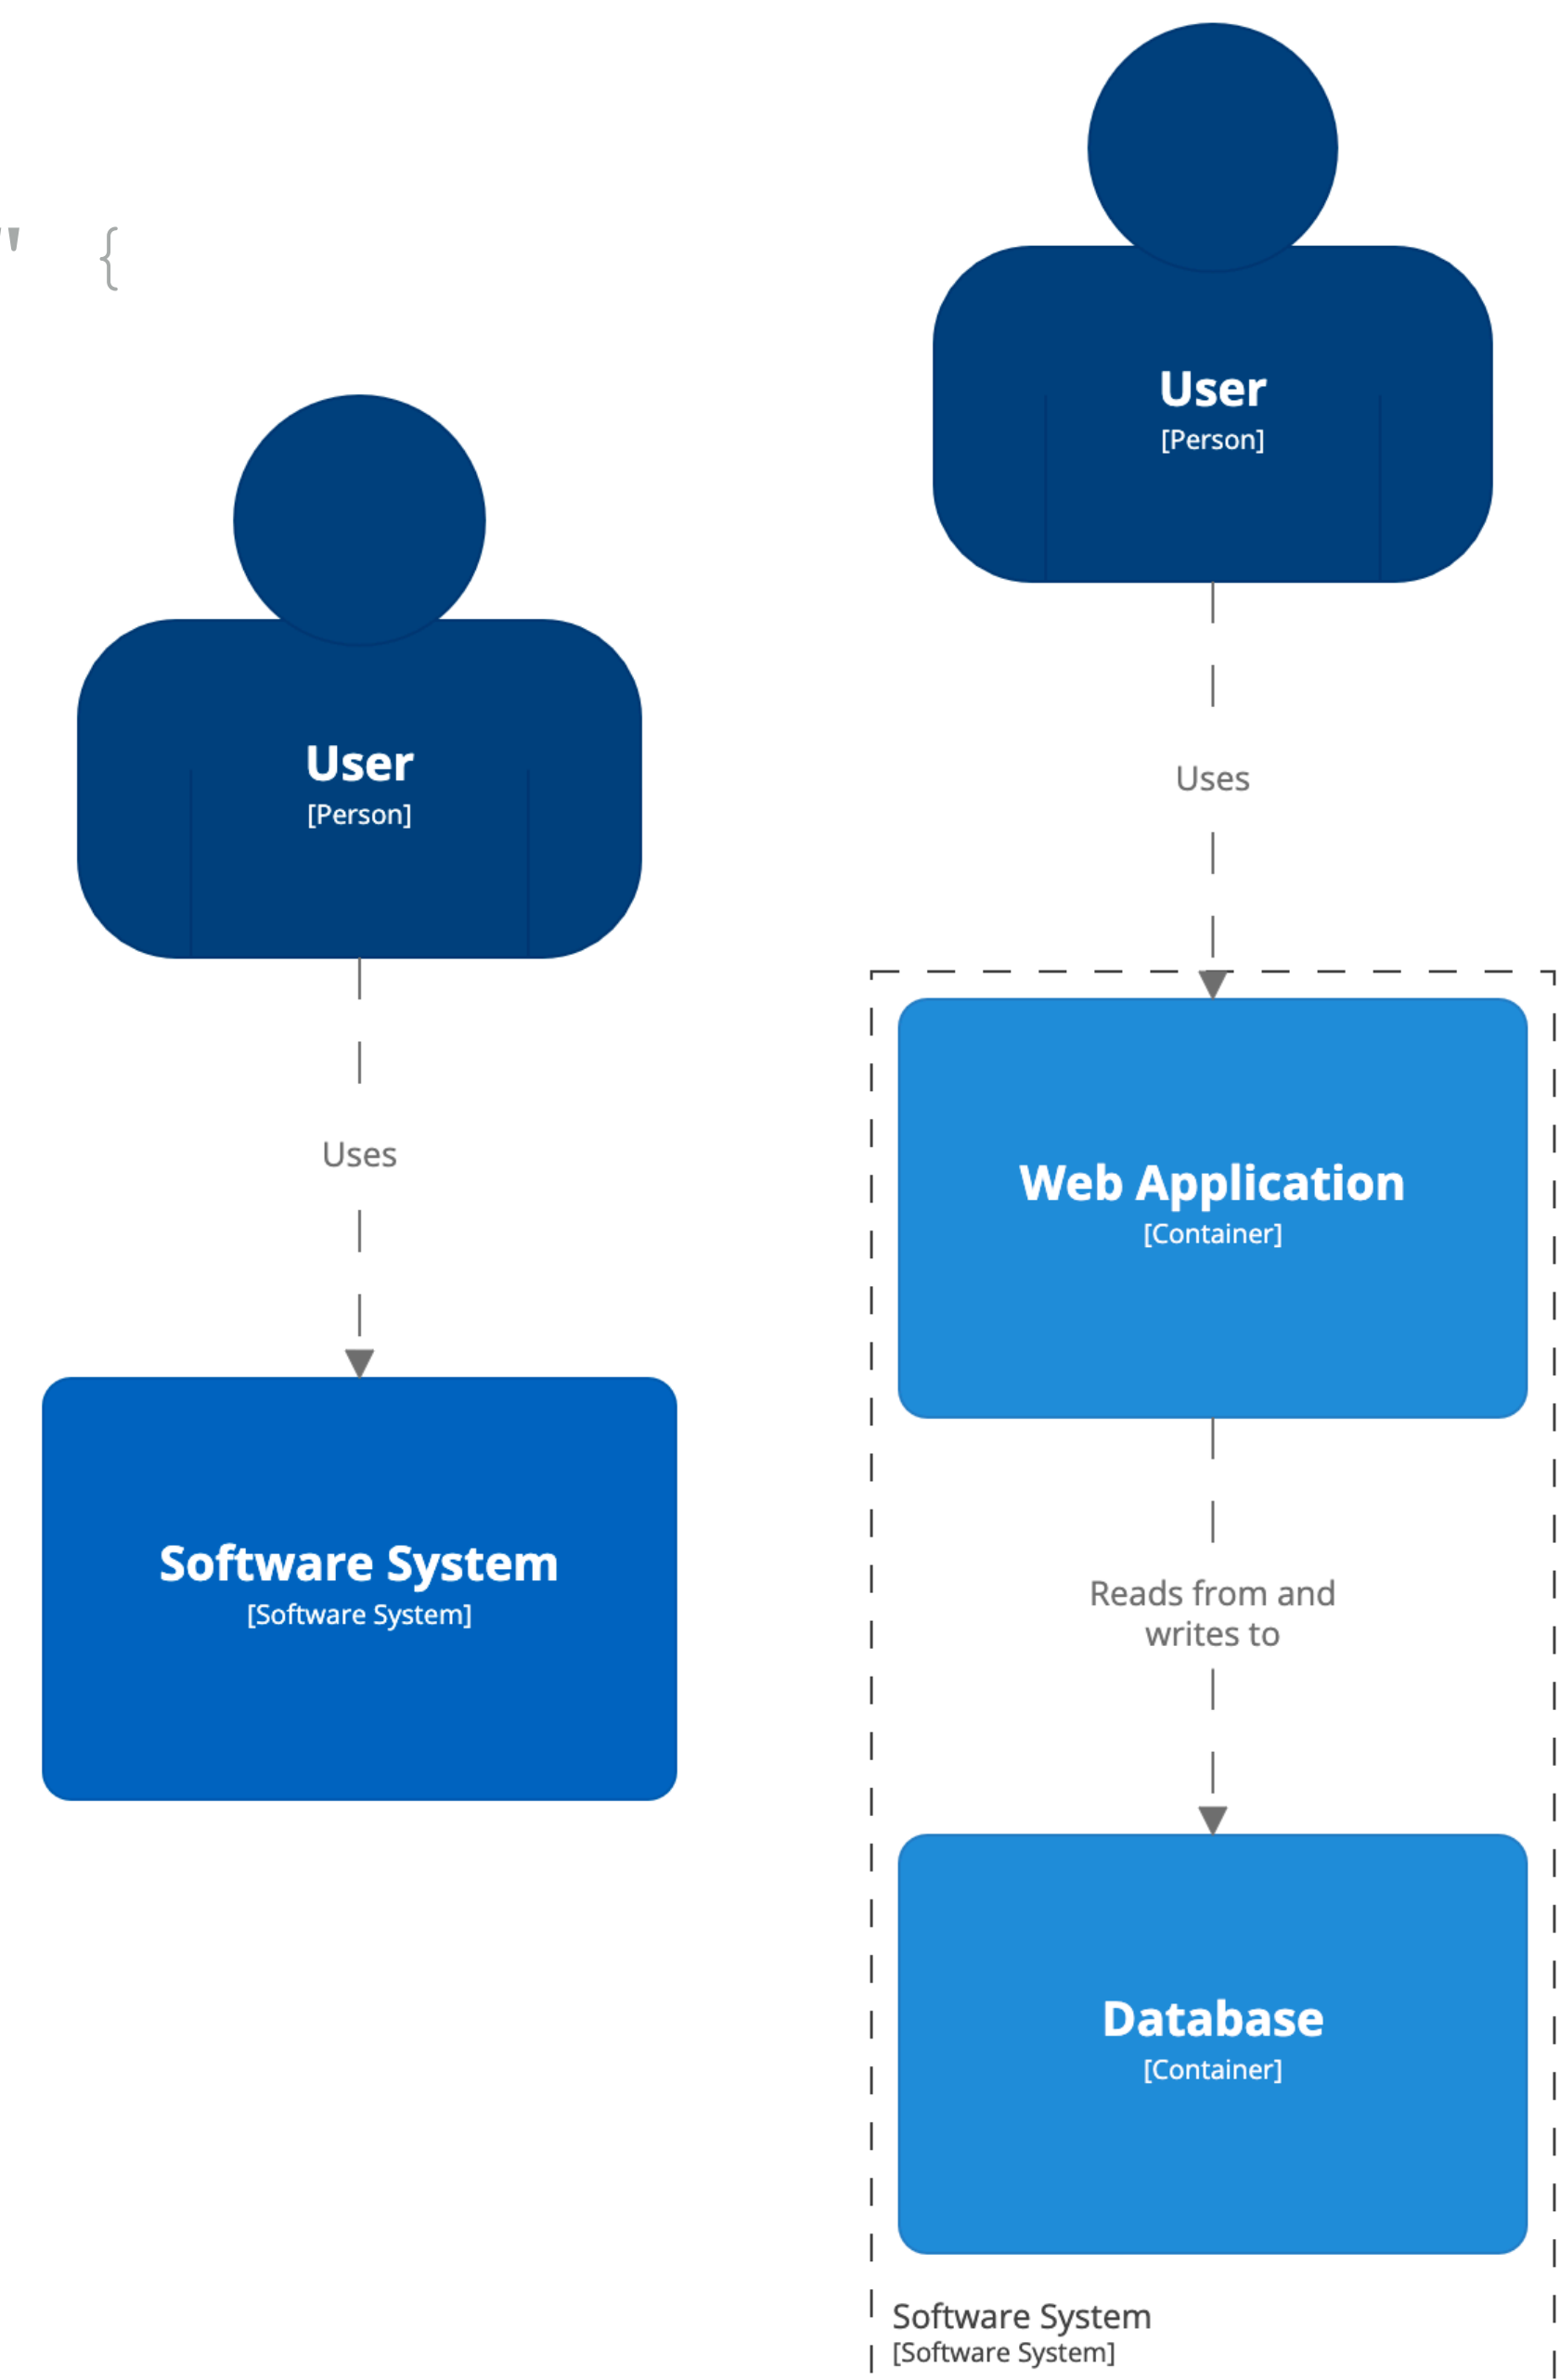 " {
User
[Person]
Uses
Software System
[Software System]
User
[Person]
Uses
Web Application
[Container]
Reads from and
writes to
Database
[Container]
Software System
[Software System]